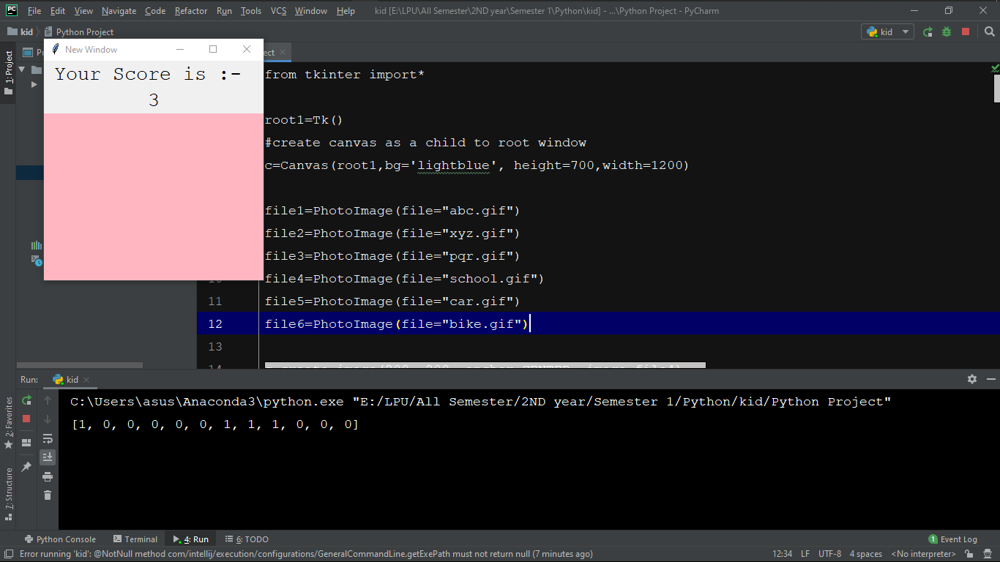 PC File Edit View Navigate Code Refactor Run Tools VCS Window Help kid [E:\LPU\All Semester\2ND year\Semester 1\Python\kid] - ...\Python Project - PyCharm
kid Python Project kid
New Window
Your Score is :-
3
1: Project
from tkinter import*
root1=Tk()
#create canvas as a child to root window
c=Canvas(root1,bg='lightblue', height=700,width=1200)
file1=PhotoImage(file="abc.gif")
file2=PhotoImage(file="xyz.gif")
file3=PhotoImage(file="pqr.gif")
file4=PhotoImage(file="school.gif")
11 file5=PhotoImage(file="car.gif")
12 file6=PhotoImage(file="bike.gif")
13
14
Run: kid
C:\Users\asus\Anaconda3\python.exe "E:/LPU/All Semester/2ND year/Semester 1/Python/kid/Python Project"
[1, 0, 0, 0, 0, 0, 1, 1, 1, 0, 0, 0]
2: Favorites
7: Structure
Python Console Terminal 4: Run 6: TODO 1 Event Log
Error running 'kid': @NotNull method com/intellij/execution/configurations/GeneralCommandLine.getExePath must not return null (7 minutes ago) 12:34 LF UTF-8 4 spaces <No interpreter>